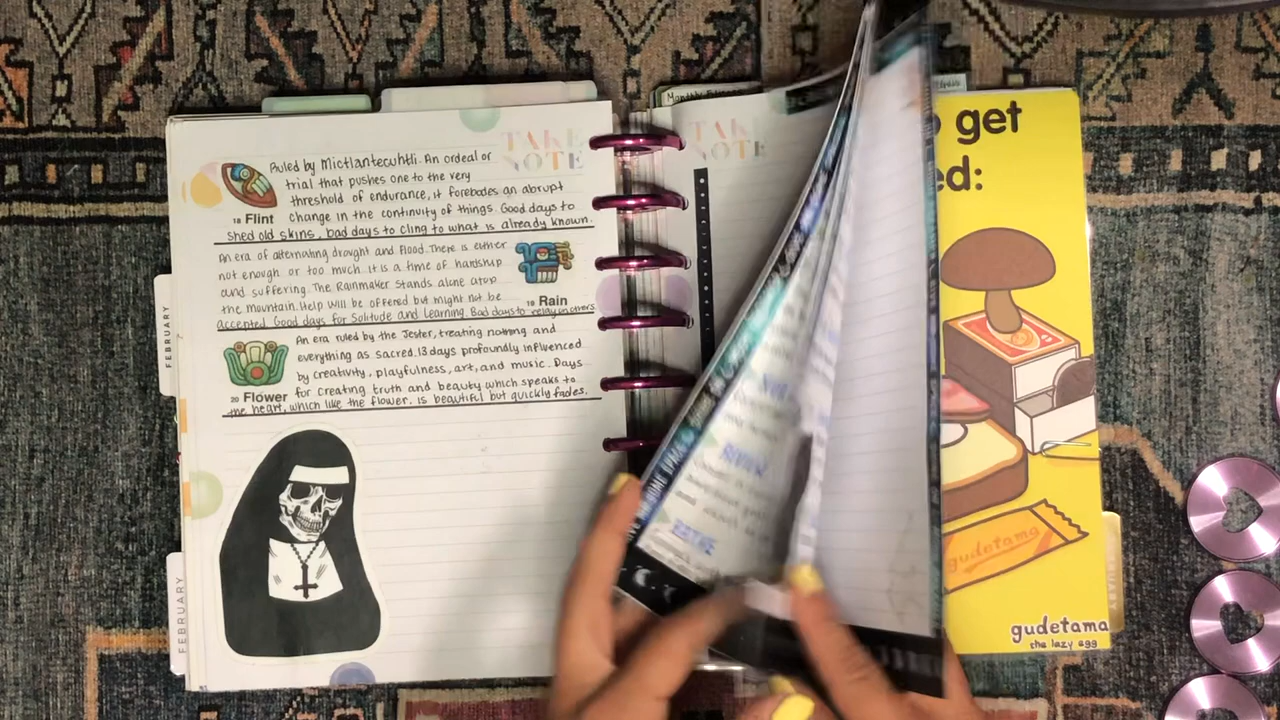 TAKE
NOTE
Ruled by Mictlantecuhtli. An ordeal or
trial that pushes one to the very
threshold of endurance, it forebodes an abrupt
change in the continuity of things. Good days to
shed old skins, bad days to cling to what is already known.
18 Flint
An era of alternating drought and flood. There is either
not enough or too much. it is a time of hardship
and suffering. The Rainmaker stands alone atop
the mountain. Help will be offered but might not be
accepted. Good days for Solitude and Learning. Bad days to relay on others.
19 Rain
An era ruled by the Jester, treating nothing and
everything as sacred. 13 days profoundly influenced
by creativity, playfulness, art, and music. Days
for creating truth and beauty which speaks to
the heart, which like the flower, is beautiful but quickly fades.
20 Flower
FEBRUARY
FEBRUARY
Monthly
TAKE
NOTE
REVIEW
get
ed:
gudetama
gudetama
the lazy egg